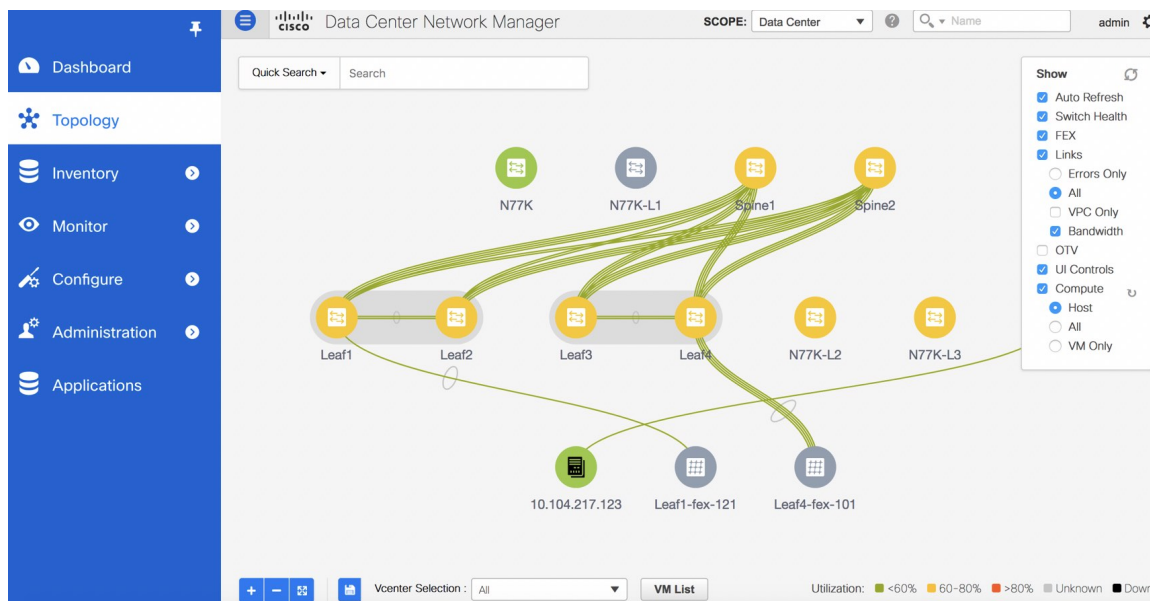 cisco Data Center Network Manager SCOPE: Data Center Name admin
Dashboard
Topology
Inventory
Monitor
Configure
Administration
Applications
Quick Search Search
N77K N77K-L1 Spine1 Spine2
Leaf1 Leaf2 Leaf3 Leaf4 N77K-L2 N77K-L3
10.104.217.123 Leaf1-fex-121 Leaf4-fex-101
Show
Auto Refresh
Switch Health
FEX
Links
Errors Only
All
VPC Only
Bandwidth
OTV
UI Controls
Compute
Host
All
VM Only
Vcenter Selection : All VM List Utilization: <60% 60-80% >80% Unknown Down